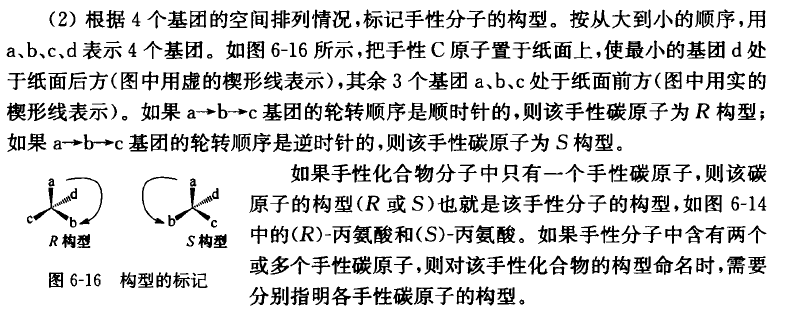 (2) 根据 4 个基团的空间排列情况,标记手性分子的构型。按从大到小的顺序,用
a、b、c、d 表示 4 个基团。如图 6-16 所示,把手性 C 原子置于纸面上,使最小的基团 d 处
于纸面后方(图中用虚的楔形线表示),其余 3 个基团 a、b、c 处于纸面前方(图中用实的
楔形线表示)。如果 a→b→c 基团的轮转顺序是顺时针的,则该手性碳原子为 R 构型;
如果 a→b→c 基团的轮转顺序是逆时针的,则该手性碳原子为 S 构型。
a
d
c
b
R 构型
a
d
b
c
S 构型
图 6-16 构型的标记
如果手性化合物分子中只有一个手性碳原子,则该碳
原子的构型(R 或 S)也就是该手性分子的构型,如图 6-14
中的(R)-丙氨酸和(S)-丙氨酸。如果手性分子中含有两个
或多个手性碳原子,则对该手性化合物的构型命名时,需要
分别指明各手性碳原子的构型。